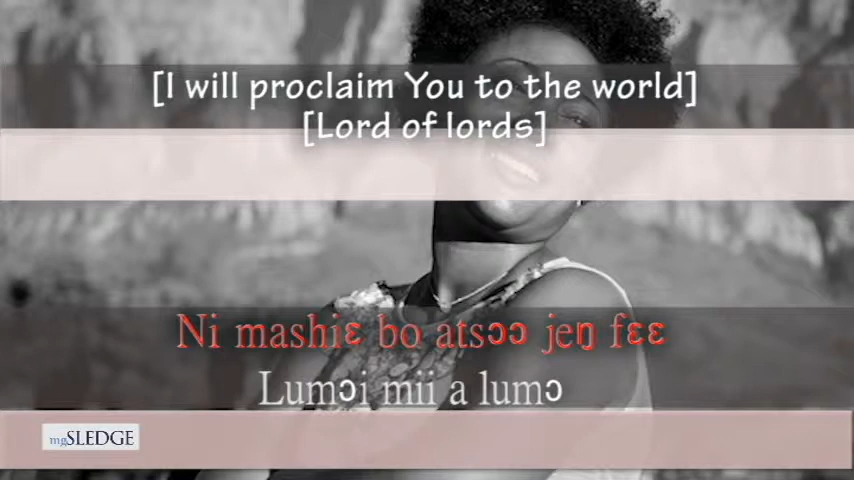 [I will proclaim You to the world]
[Lord of lords]
Ni mashiɛ bo atsɔɔ jeŋ fɛɛ
Lumɔi mii a lumɔ
mgSLEDGE